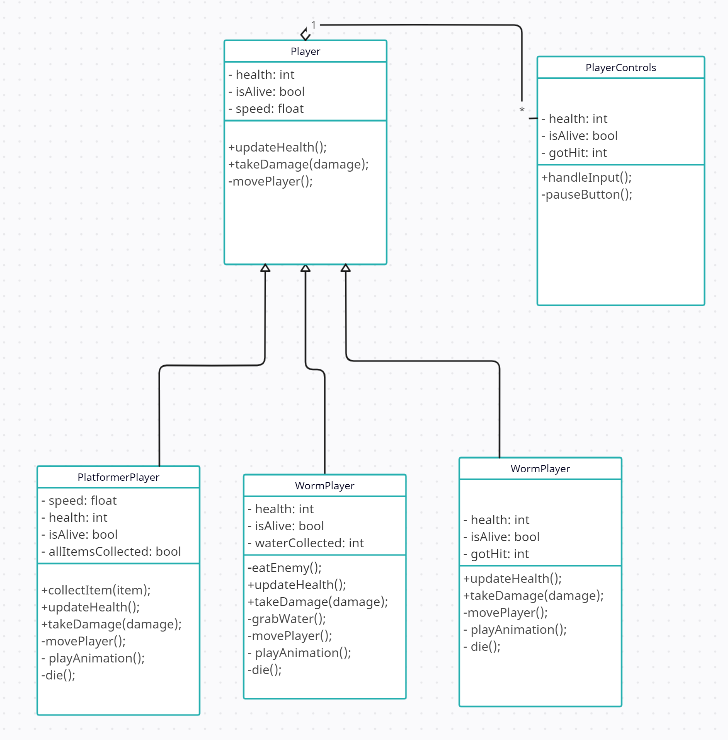 1
Player
- health: int
- isAlive: bool
- speed: float
+updateHealth();
+takeDamage(damage);
-movePlayer();
*
PlayerControls
- health: int
- isAlive: bool
- gotHit: int
+handleInput();
-pauseButton();
PlatformerPlayer
- speed: float
- health: int
- isAlive: bool
- allItemsCollected: bool
+collectItem(item);
+updateHealth();
+takeDamage(damage);
-movePlayer();
- playAnimation();
-die();
WormPlayer
- health: int
- isAlive: bool
- waterCollected: int
-eatEnemy();
+updateHealth();
+takeDamage(damage);
-grabWater();
-movePlayer();
- playAnimation();
-die();
WormPlayer
- health: int
- isAlive: bool
- gotHit: int
+updateHealth();
+takeDamage(damage);
-movePlayer();
- playAnimation();
- die();